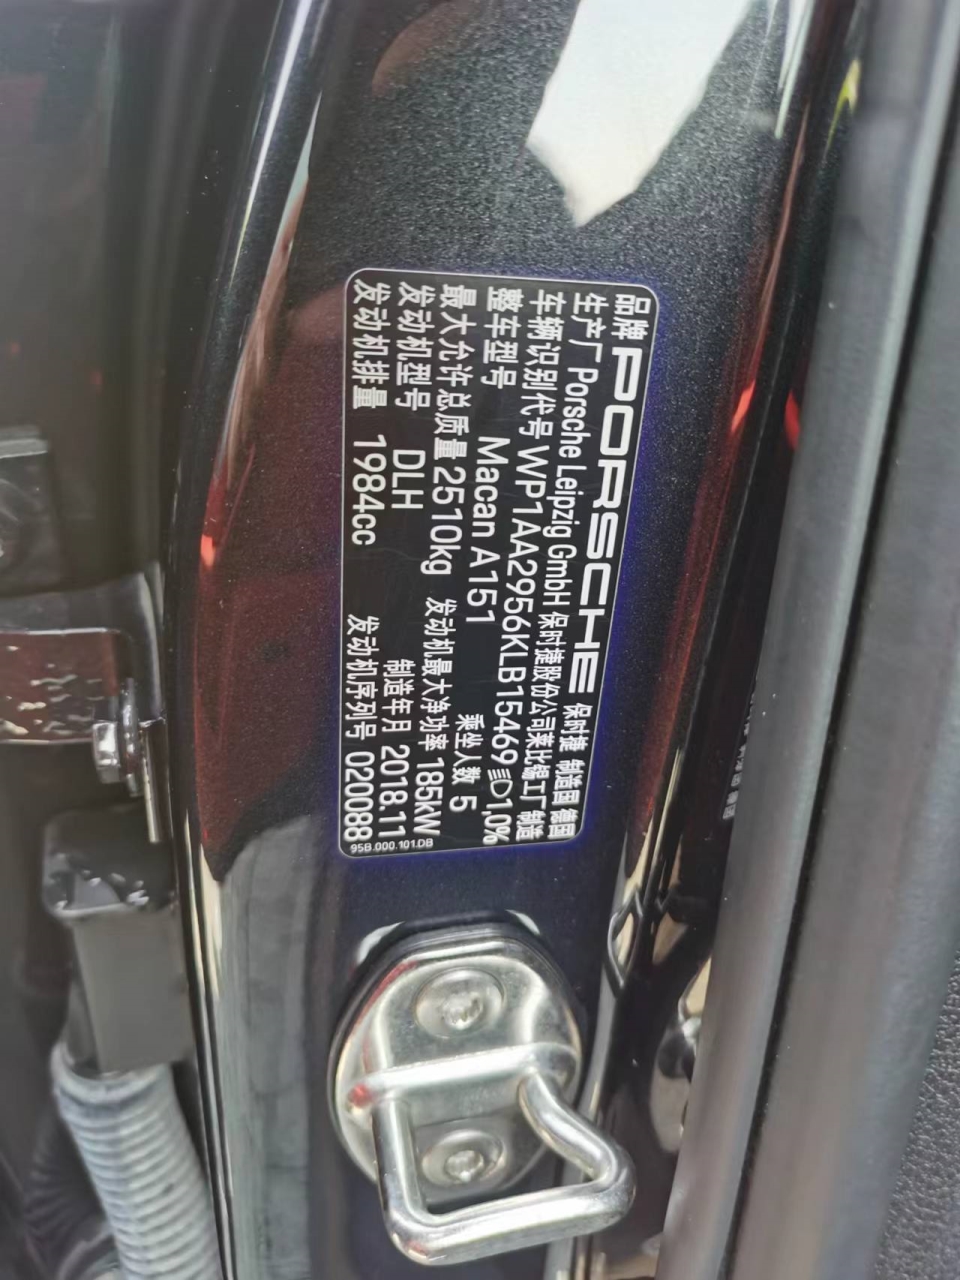 品牌 PORSCHE 保时捷 制造国 德国
生产厂 Porsche Leipzig GmbH 保时捷股份公司莱比锡工厂 制造
车辆识别代号 WP1AA2956KLB15469 1,0%
整车型号 Macan A151 乘坐人数 5
最大允许总质量 2510kg 发动机最大净功率 185kW
发动机型号 DLH 制造年月 2018.11
发动机排量 1984cc 发动机序列号 020088
95B.000.101.DB